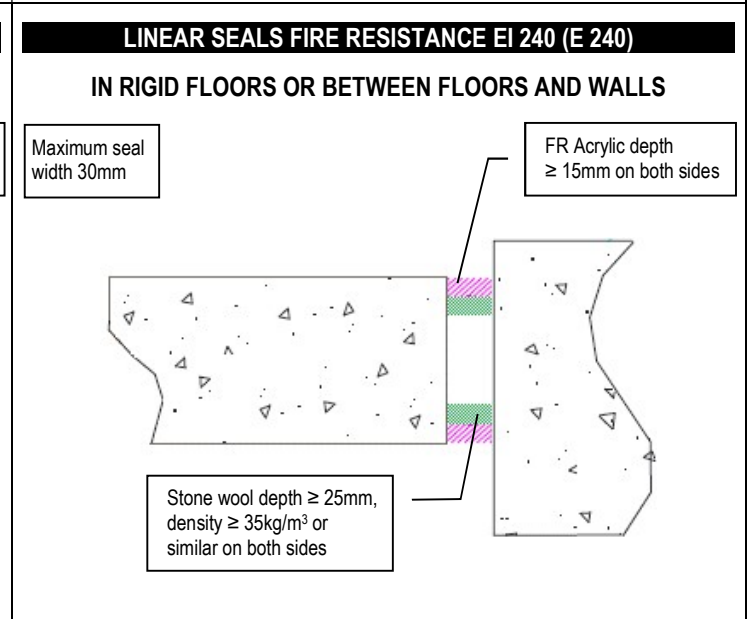 LINEAR SEALS FIRE RESISTANCE EI 240 (E 240)
IN RIGID FLOORS OR BETWEEN FLOORS AND WALLS
Maximum seal
width 30mm
FR Acrylic depth
≥ 15mm on both sides
Stone wool depth ≥ 25mm,
density ≥ 35kg/m³ or
similar on both sides